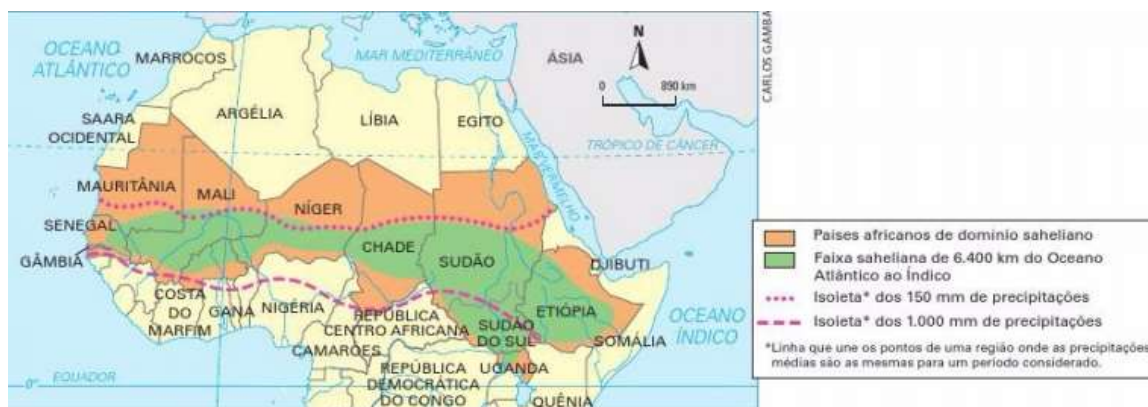 OCEANO
ATLÂNTICO
0°
MARROCOS
MAR MEDITERRÂNEO
ÁSIA
N
0 890 km
CARLOS GAMBA
SAARA
OCIDENTAL
ARGÉLIA
LÍBIA
EGITO
TRÓPICO DE CÂNCER
MAR VERMELHO
MAURITÂNIA
MALI
NÍGER
SENEGAL
CHADE
SUDÃO
GÂMBIA
DJIBUTI
COSTA
DO
MARFIM
GANA
NIGÉRIA
REPÚBLICA
CENTRO AFRICANA
ETIÓPIA
SUDÃO
DO SUL
CAMARÕES
SOMÁLIA
OCEANO
ÍNDICO
0°
EQUADOR
REPÚBLICA
DEMOCRÁTICA
DO CONGO
UGANDA
QUÊNIA
Países africanos de domínio saheliano
Faixa saheliana de 6.400 km do Oceano
Atlântico ao Índico
Isoieta* dos 150 mm de precipitações
Isoieta* dos 1.000 mm de precipitações
*Linha que une os pontos de uma região onde as precipitações
médias são as mesmas para um período considerado.